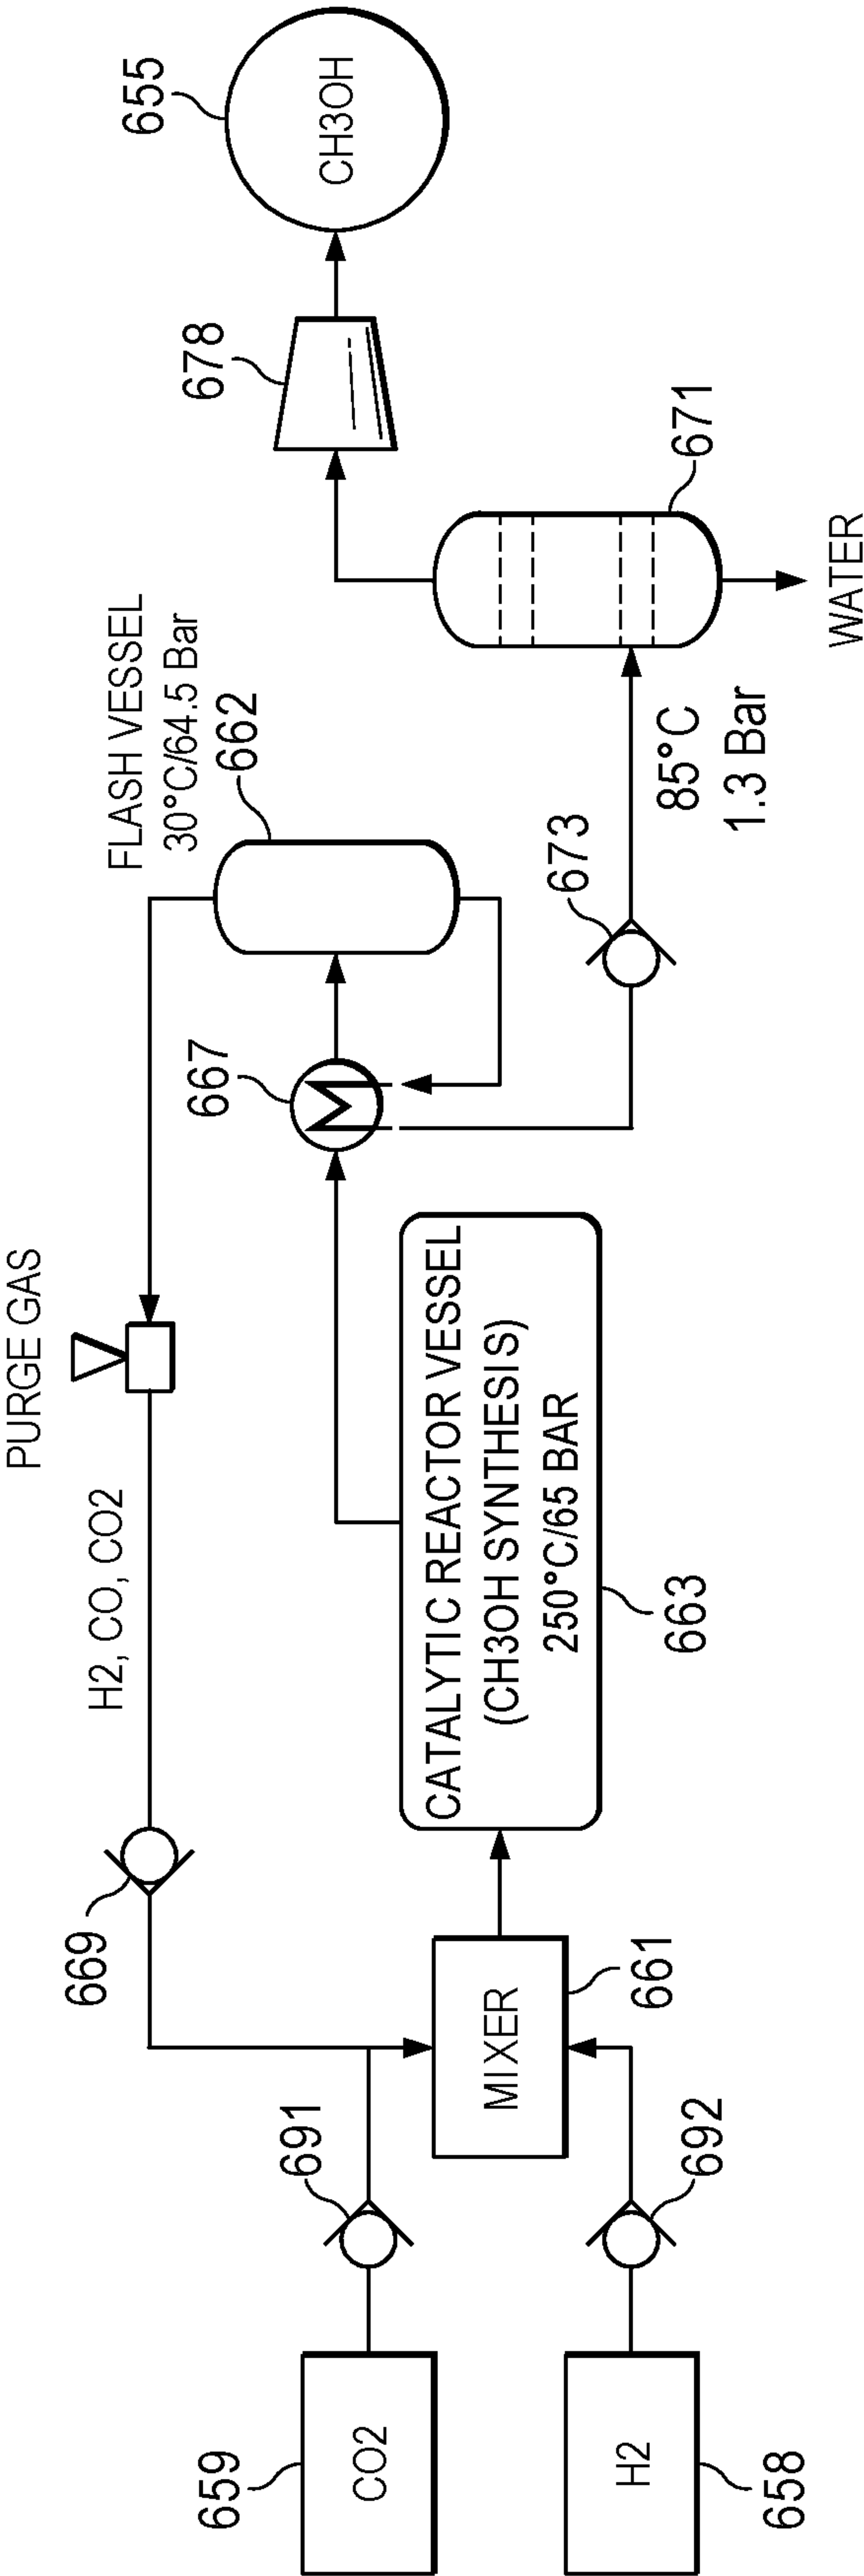 PURGE GAS
H2, CO, CO2
FLASH VESSEL
30°C/64.5 Bar
662
655
CH3OH
678
669
667
691
659
CO2
MIXER
661
CATALYTIC REACTOR VESSEL
(CH3OH SYNTHESIS)
250°C/65 BAR
663
673
85°C
1.3 Bar
671
WATER
692
H2
658